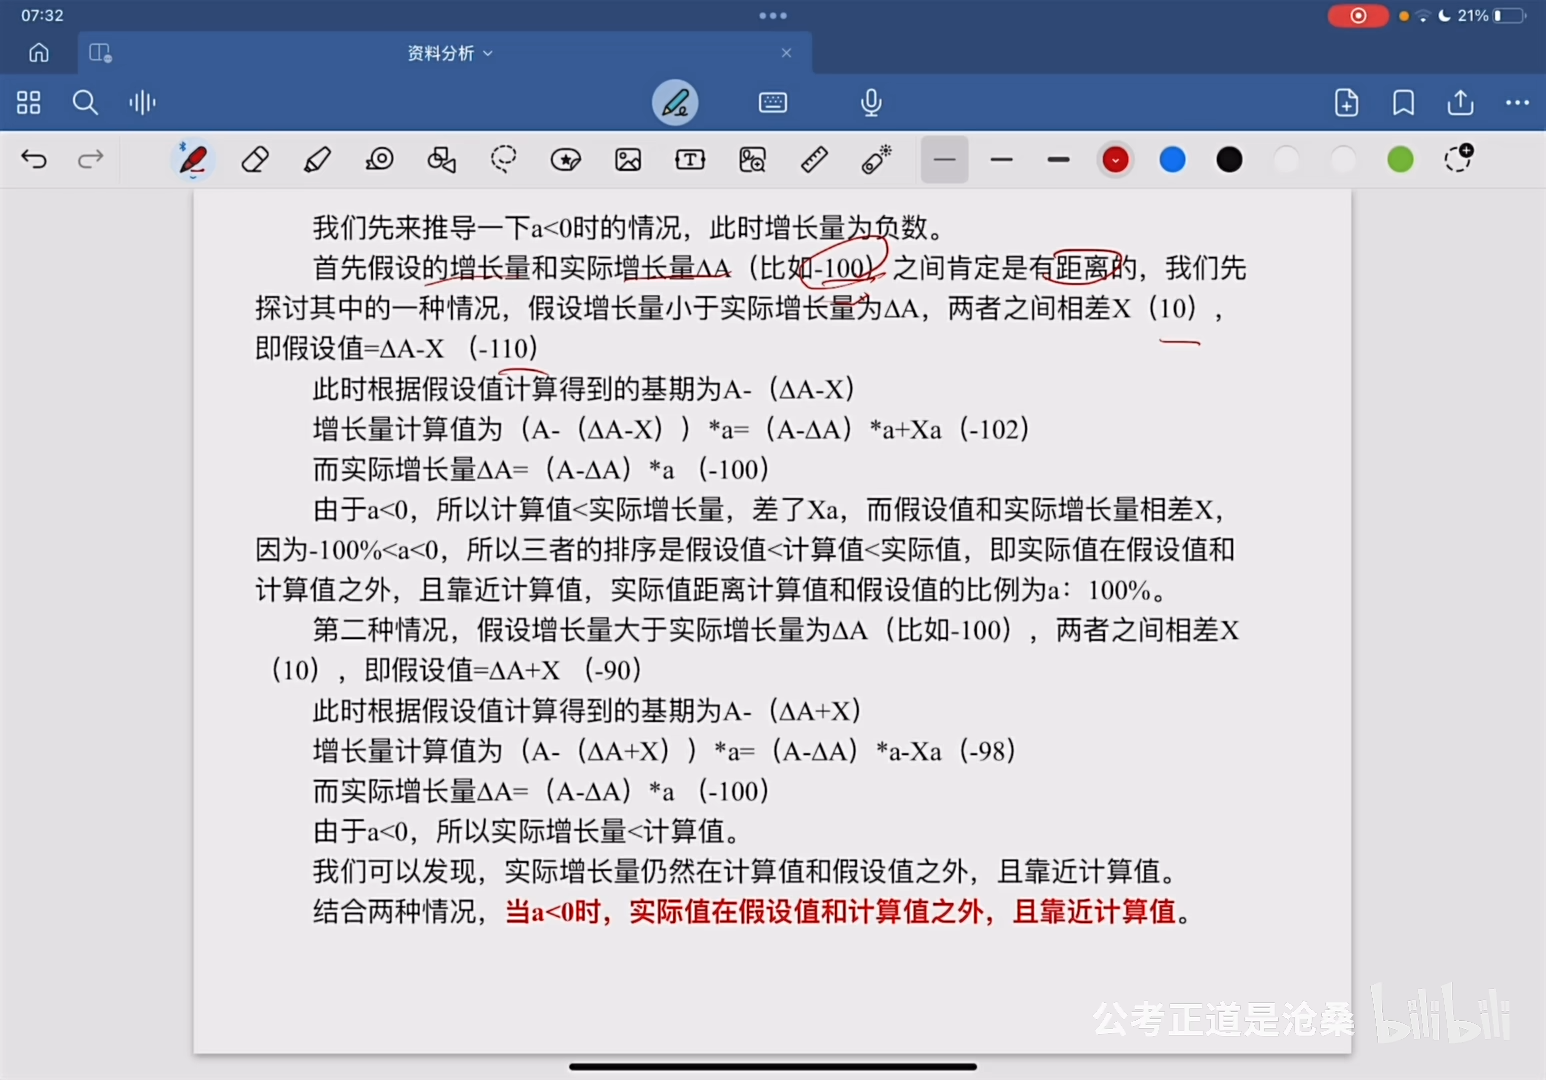 07:32
21%
资料分析
我们先来推导一下a<0时的情况，此时增长量为负数。
首先假设的增长量和实际增长量ΔA（比如-100）之间肯定是有距离的，我们先
探讨其中的一种情况，假设增长量小于实际增长量为ΔA，两者之间相差X（10），
即假设值=ΔA-X （-110）
此时根据假设值计算得到的基期为A-（ΔA-X）
增长量计算值为（A-（ΔA-X））*a=（A-ΔA）*a+Xa（-102）
而实际增长量ΔA=（A-ΔA）*a （-100）
由于a<0，所以计算值<实际增长量，差了Xa，而假设值和实际增长量相差X，
因为-100%<a<0，所以三者的排序是假设值<计算值<实际值，即实际值在假设值和
计算值之外，且靠近计算值，实际值距离计算值和假设值的比例为a：100%。
第二种情况，假设增长量大于实际增长量为ΔA（比如-100），两者之间相差X
（10），即假设值=ΔA+X （-90）
此时根据假设值计算得到的基期为A-（ΔA+X）
增长量计算值为（A-（ΔA+X））*a=（A-ΔA）*a-Xa（-98）
而实际增长量ΔA=（A-ΔA）*a （-100）
由于a<0，所以实际增长量<计算值。
我们可以发现，实际增长量仍然在计算值和假设值之外，且靠近计算值。
结合两种情况，当a<0时，实际值在假设值和计算值之外，且靠近计算值。
公考正道是沧桑 bilibili